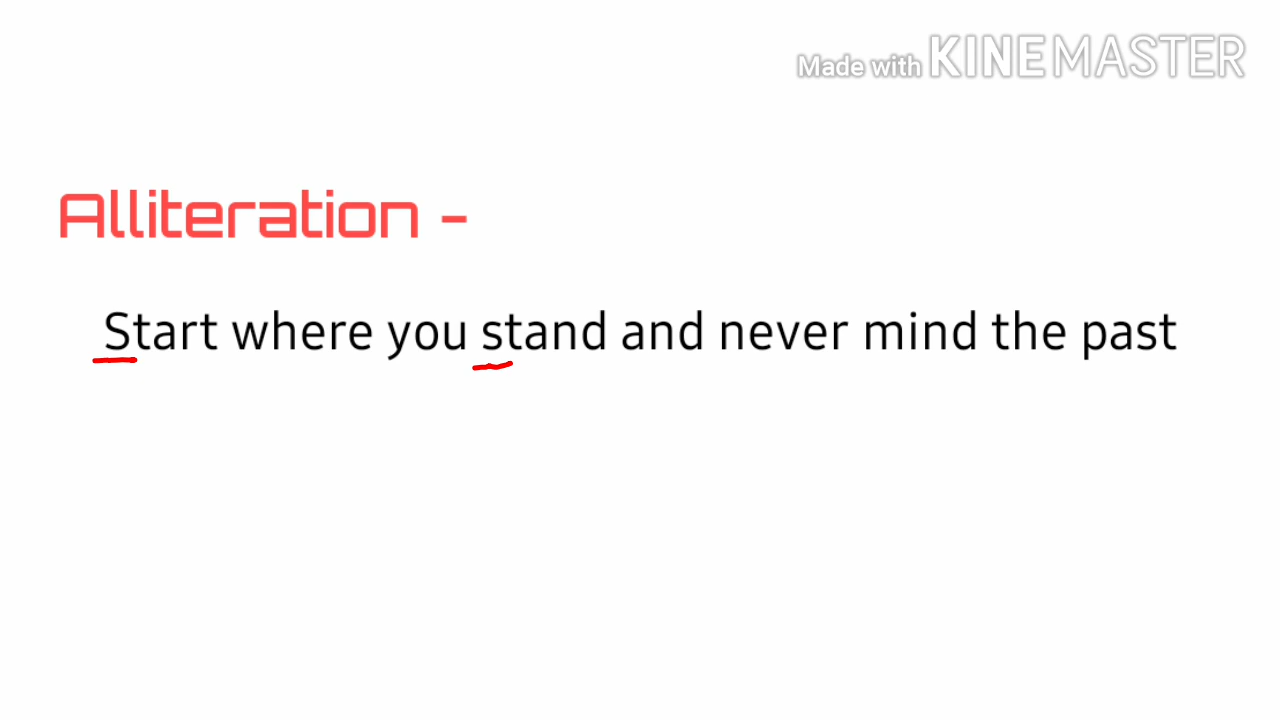 Made with KINEMASTER
Alliteration -
Start where you stand and never mind the past